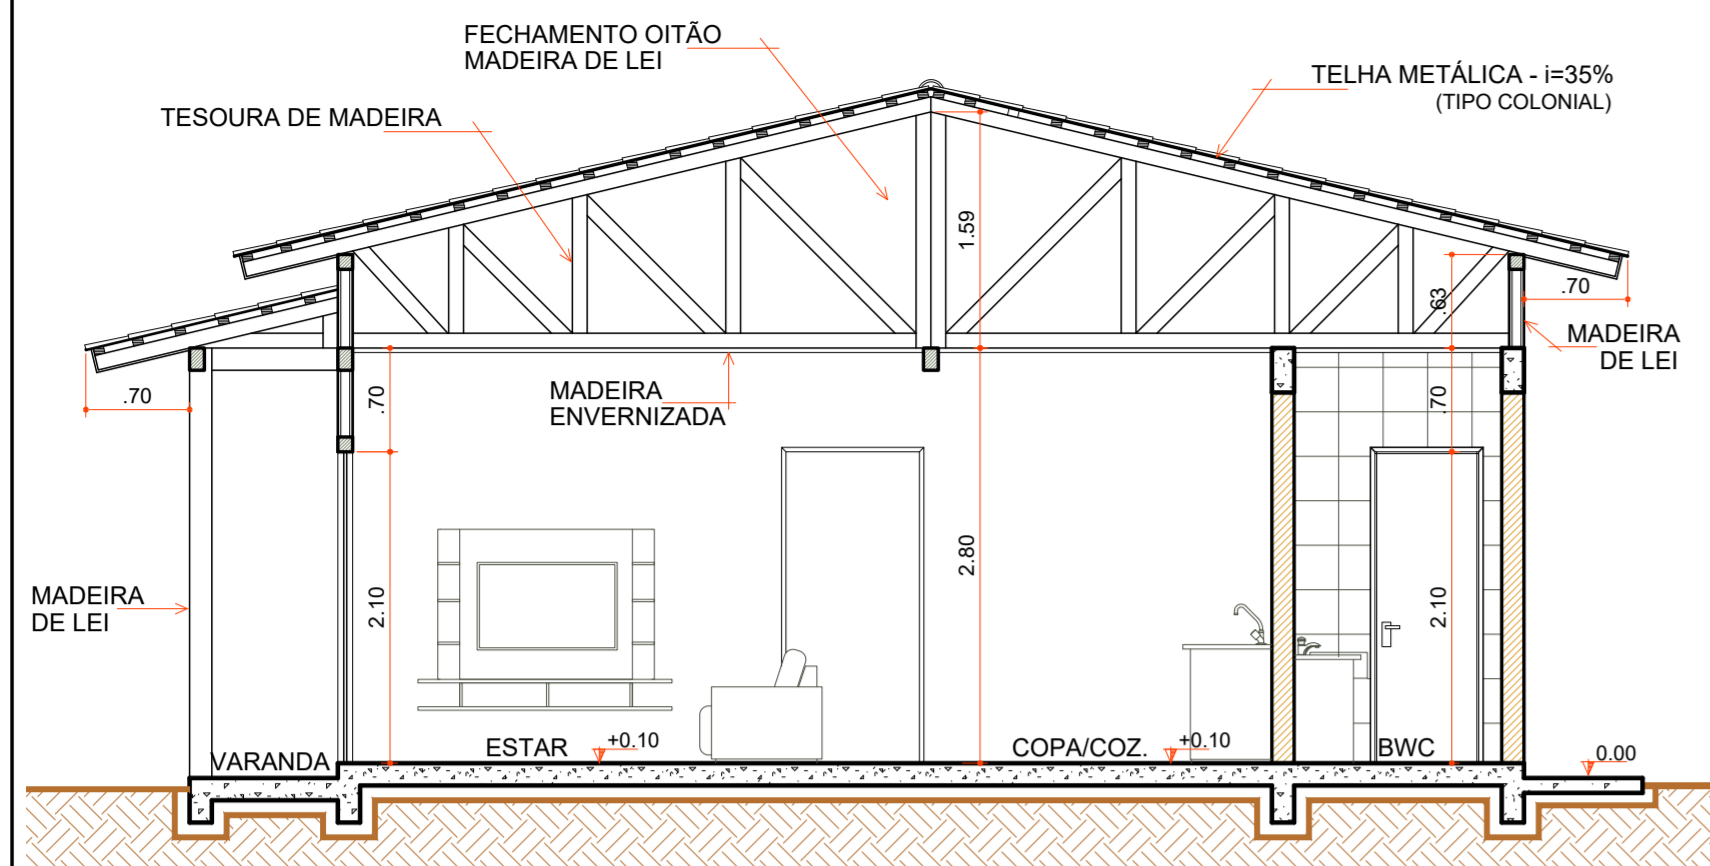 FECHAMENTO OITÃO
MADEIRA DE LEI
TELHA METÁLICA - i=35%
(TIPO COLONIAL)
TESOURA DE MADEIRA
1.59
.63
.70
MADEIRA
DE LEI
.70
.70
MADEIRA
ENVERNIZADA
.70
2.80
2.10
2.10
MADEIRA
DE LEI
VARANDA
ESTAR
+0.10
COPA/COZ.
+0.10
BWC
0.00